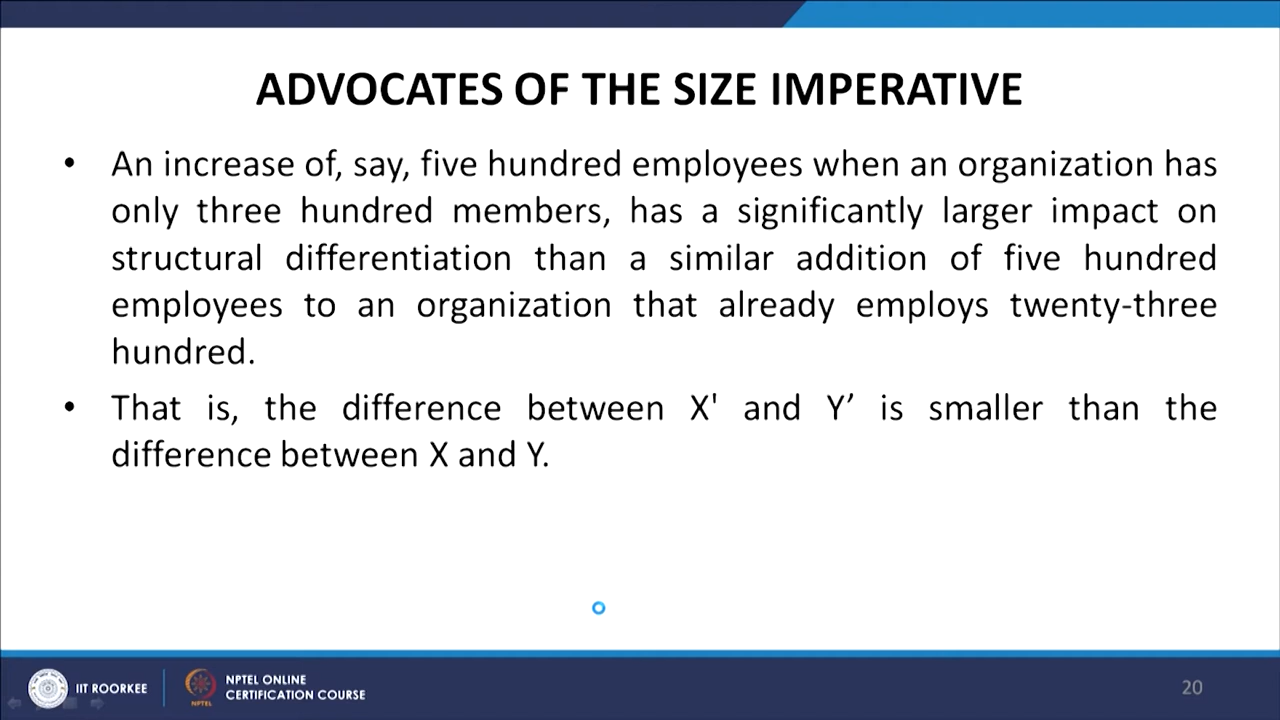 ADVOCATES OF THE SIZE IMPERATIVE
• An increase of, say, five hundred employees when an organization has
only three hundred members, has a significantly larger impact on
structural differentiation than a similar addition of five hundred
employees to an organization that already employs twenty-three
hundred.
• That is, the difference between X' and Y’ is smaller than the
difference between X and Y.
IIT ROORKEE
NPTEL
NPTEL ONLINE
CERTIFICATION COURSE
20